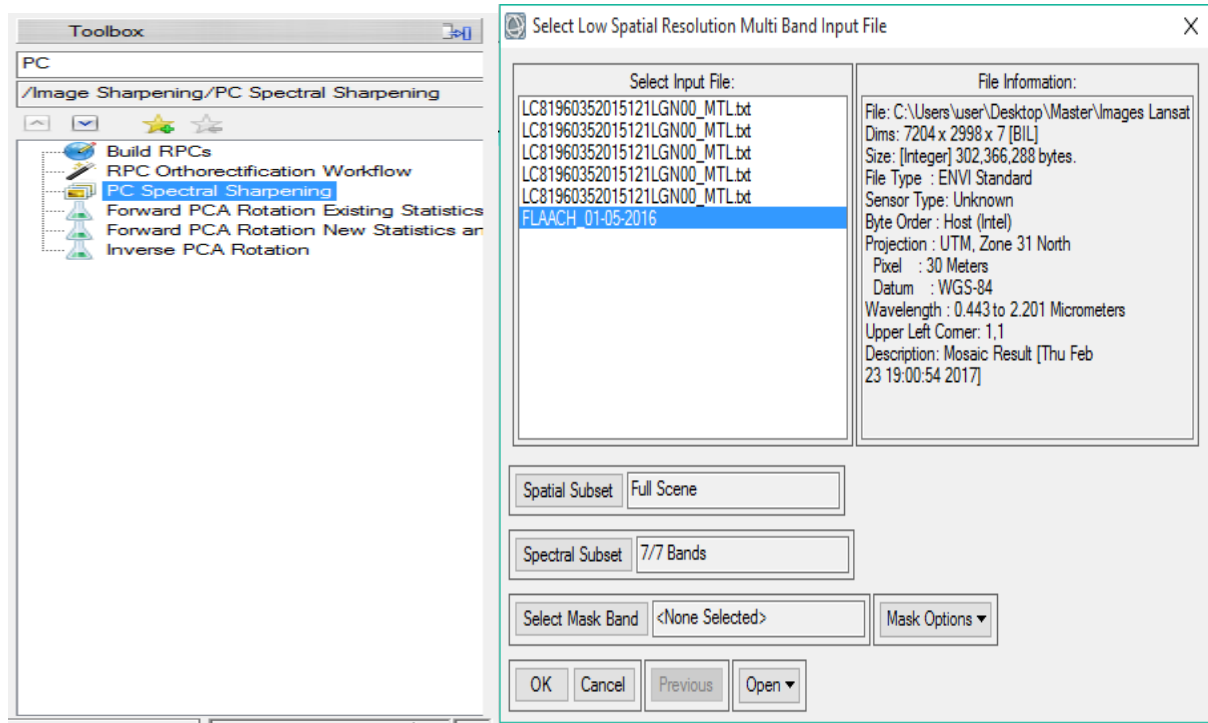 Toolbox
PC
/Image Sharpening/PC Spectral Sharpening
Build RPCs
RPC Orthorectification Workflow
PC Spectral Sharpening
Forward PCA Rotation Existing Statistics
Forward PCA Rotation New Statistics ar
Inverse PCA Rotation
Select Low Spatial Resolution Multi Band Input File
X
Select Input File:
LC81960352015121LGN00_MTL.txt
LC81960352015121LGN00_MTL.txt
LC81960352015121LGN00_MTL.txt
LC81960352015121LGN00_MTL.txt
LC81960352015121LGN00_MTL.txt
FLAACH_01-05-2016
File Information:
File: C:\Users\user\Desktop\Master\Images Lansat
Dims: 7204 x 2998 x 7 [BIL]
Size: [Integer] 302,366,288 bytes.
File Type : ENVI Standard
Sensor Type: Unknown
Byte Order : Host (Intel)
Projection : UTM, Zone 31 North
Pixel : 30 Meters
Datum : WGS-84
Wavelength : 0.443 to 2.201 Micrometers
Upper Left Corner: 1,1
Description: Mosaic Result [Thu Feb
23 19:00:54 2017]
Spatial Subset Full Scene
Spectral Subset 7/7 Bands
Select Mask Band <None Selected> Mask Options
OK Cancel Previous Open